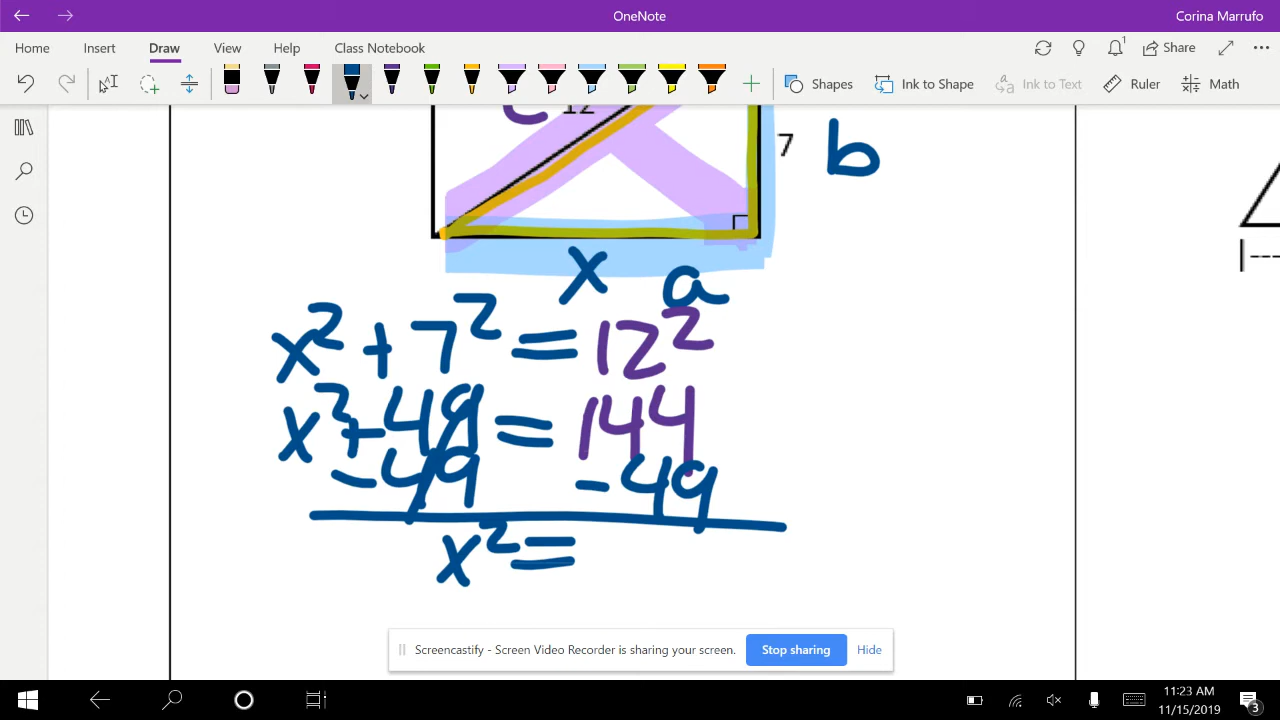 OneNote
Corina Marrufo
Home Insert Draw View Help Class Notebook
1 Share
Shapes Ink to Shape Ink to Text Ruler Math
c 12
7 b
x a
x² + 7² = 12²
x² + 49 = 144
- 49 - 49
x² =
Screencastify - Screen Video Recorder is sharing your screen. Stop sharing Hide
11:23 AM
11/15/2019 3